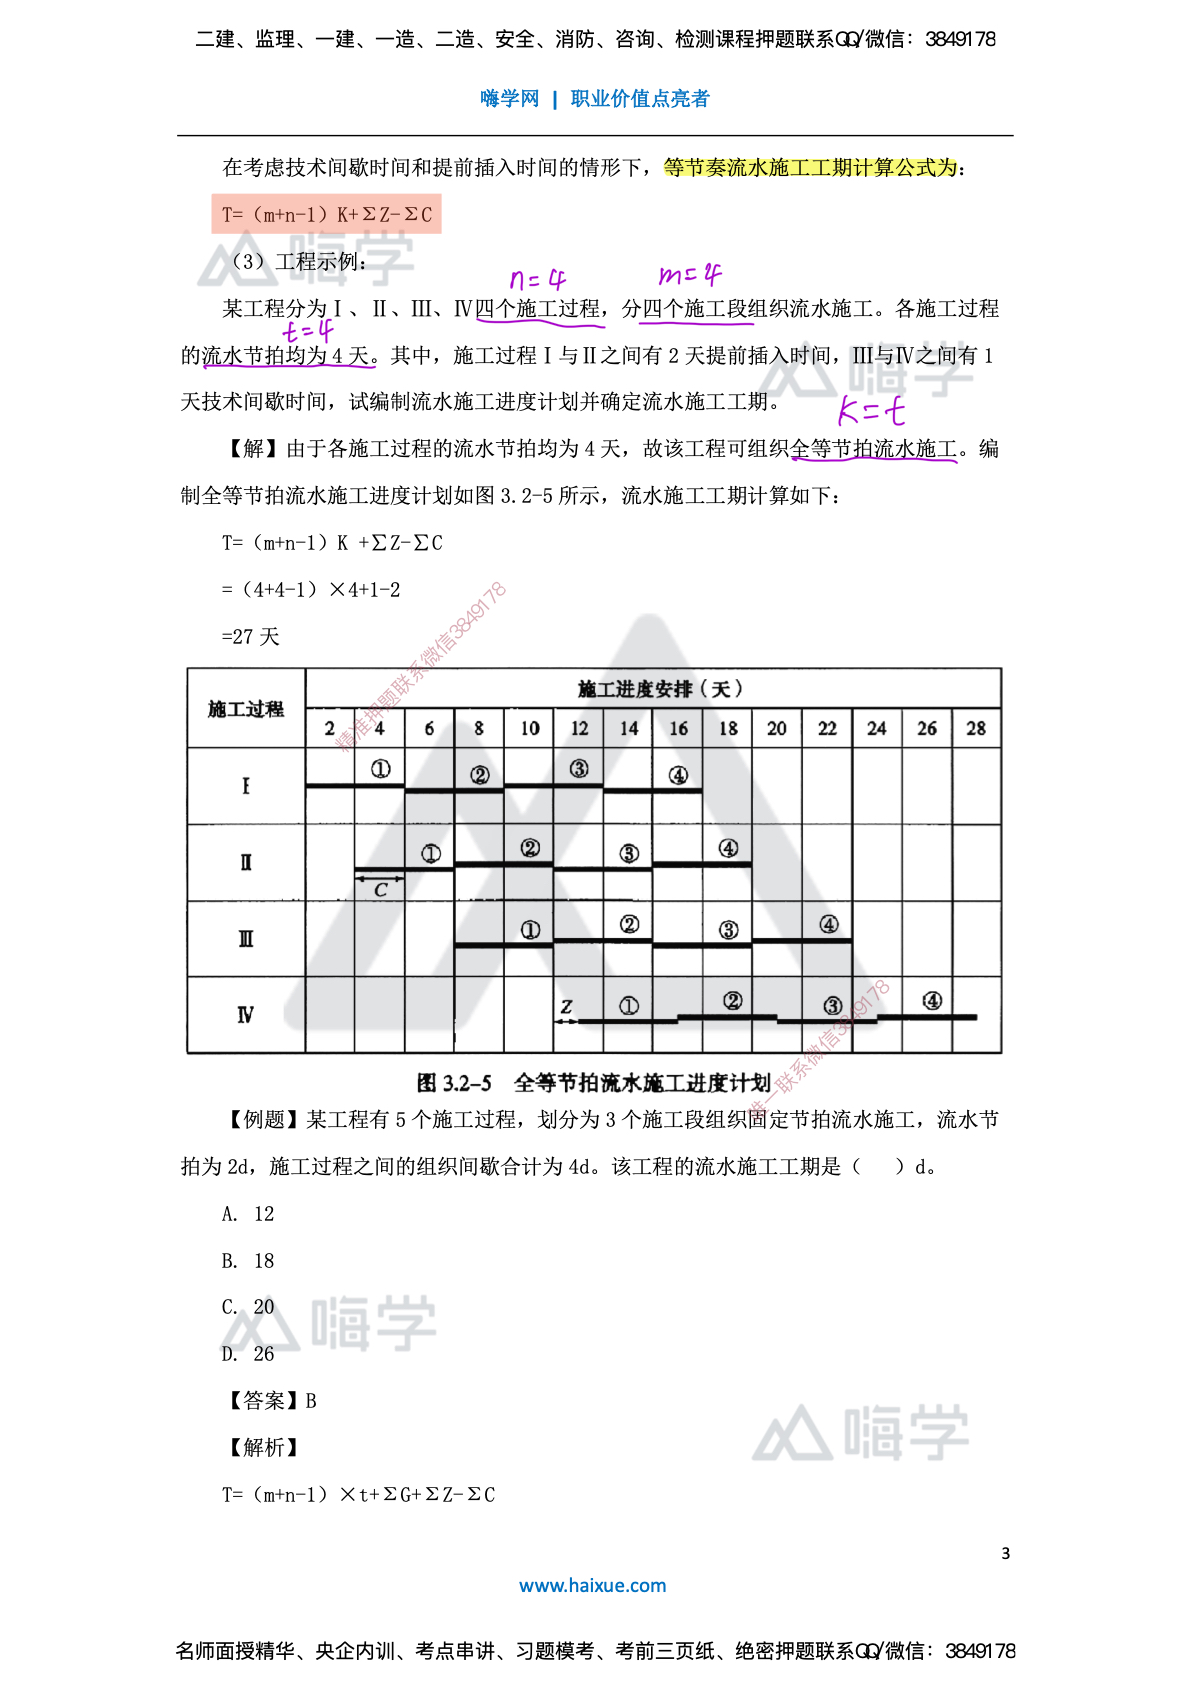 二建、监理、一建、一造、二造、安全、消防、咨询、检测课程押题联系QQ/微信：3849178
嗨学网 | 职业价值点亮者
在考虑技术间歇时间和提前插入时间的情形下，等节奏流水施工工期计算公式为：
T=（m+n-1）K+ΣZ-ΣC
嗨学
（3）工程示例：
n=4 m=4
某工程分为Ⅰ、Ⅱ、Ⅲ、Ⅳ四个施工过程，分四个施工段组织流水施工。各施工过程
t=4
的流水节拍均为 4 天。其中，施工过程Ⅰ与Ⅱ之间有 2 天提前插入时间，Ⅲ与Ⅳ之间有 1
嗨学
天技术间歇时间，试编制流水施工进度计划并确定流水施工工期。
K=t
【解】由于各施工过程的流水节拍均为 4 天，故该工程可组织全等节拍流水施工。编
制全等节拍流水施工进度计划如图 3.2-5 所示，流水施工工期计算如下：
T=（m+n-1）K +∑Z-∑C
=（4+4-1）×4+1-2
=27 天
精准押题联系微信3849178
施工过程 施工进度安排（天）
2 4 6 8 10 12 14 16 18 20 22 24 26 28
Ⅰ ① ② ③ ④
Ⅱ ① ② ③ ④
C
Ⅲ ① ② ③ ④
Ⅳ Z ① ② ③ ④
唯一联系微信3849178
图 3.2-5 全等节拍流水施工进度计划
【例题】某工程有 5 个施工过程，划分为 3 个施工段组织固定节拍流水施工，流水节
拍为 2d，施工过程之间的组织间歇合计为 4d。该工程的流水施工工期是（ ）d。
A. 12
B. 18
C. 20
嗨学
D. 26
【答案】B
嗨学
【解析】
T=（m+n-1）×t+ΣG+ΣZ-ΣC
3
www.haixue.com
名师面授精华、央企内训、考点串讲、习题模考、考前三页纸、绝密押题联系QQ/微信：3849178